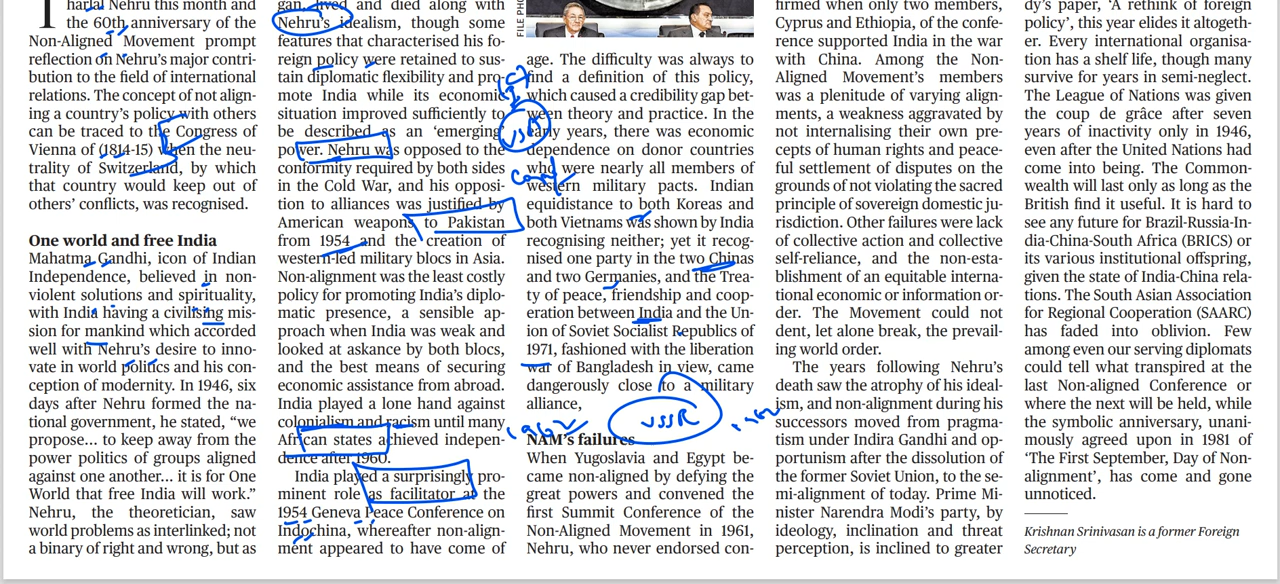 hanal Nehru this month and
the 60th anniversary of the
Non-Aligned Movement prompt
reflection on Nehru's major contri-
bution to the field of international
relations. The concept of not align-
ing a country's policy with others
can be traced to the Congress of
Vienna of (1814-15) when the neu-
trality of Switzerland, by which
that country would keep out of
others' conflicts, was recognised.
One world and free India
Mahatma Gandhi, icon of Indian
Independence, believed in non-
violent solutions and spirituality,
with India having a civilising mis-
sion for mankind which accorded
well with Nehru's desire to inno-
vate in world politics and his con-
ception of modernity. In 1946, six
days after Nehru formed the na-
tional government, he stated, "we
propose... to keep away from the
power politics of groups aligned
against one another... it is for One
World that free India will work."
Nehru, the theoretician, saw
world problems as interlinked; not
a binary of right and wrong, but as
gan, lived and died along with
Nehru's idealism, though some
features that characterised his fo-
reign policy were retained to sus-
tain diplomatic flexibility and pro-
mote India while its economic
situation improved sufficiently to
be described as an 'emerging'
power. Nehru was opposed to the
conformity required by both sides
in the Cold War, and his opposi-
tion to alliances was justified by
American weapons to Pakistan
from 1954 and the creation of
western-led military blocs in Asia.
Non-alignment was the least costly
policy for promoting India's diplo-
matic presence, a sensible ap-
proach when India was weak and
looked at askance by both blocs,
and the best means of securing
economic assistance from abroad.
India played a lone hand against
colonialism and racism until many
African states achieved indepen-
dence after 1960.
India played a surprisingly pro-
minent role as facilitator at the
1954 Geneva Peace Conference on
Indochina, whereafter non-align-
ment appeared to have come of
FILE PHO
age. The difficulty was always to
find a definition of this policy,
which caused a credibility gap bet-
ween theory and practice. In the
early years, there was economic
USSR
dependence on donor countries
who were nearly all members of
western military pacts. Indian
equidistance to both Koreas and
both Vietnams was shown by India
recognising neither; yet it recog-
nised one party in the two Chinas
and two Germanies, and the Trea-
ty of peace, friendship and coop-
eration between India and the Un-
ion of Soviet Socialist Republics of
1971, fashioned with the liberation
war of Bangladesh in view, came
dangerously close to a military
alliance,
USSR
1962
NAM's failures
When Yugoslavia and Egypt be-
came non-aligned by defying the
great powers and convened the
first Summit Conference of the
Non-Aligned Movement in 1961,
Nehru, who never endorsed con-
firmed when only two members,
Cyprus and Ethiopia, of the confe-
rence supported India in the war
with China. Among the Non-
Aligned Movement's members
was a plenitude of varying align-
ments, a weakness aggravated by
not internalising their own pre-
cepts of human rights and peace-
ful settlement of disputes on the
grounds of not violating the sacred
principle of sovereign domestic ju-
risdiction. Other failures were lack
of collective action and collective
self-reliance, and the non-esta-
blishment of an equitable interna-
tional economic or information or-
der. The Movement could not
dent, let alone break, the prevail-
ing world order.
The years following Nehru's
death saw the atrophy of his ideal-
ism, and non-alignment during his
successors moved from pragma-
tism under Indira Gandhi and op-
portunism after the dissolution of
the former Soviet Union, to the se-
mi-alignment of today. Prime Mi-
nister Narendra Modi's party, by
ideology, inclination and threat
perception, is inclined to greater
dy's paper, 'A rethink of foreign
policy', this year elides it altogeth-
er. Every international organisa-
tion has a shelf life, though many
survive for years in semi-neglect.
The League of Nations was given
the coup de grâce after seven
years of inactivity only in 1946,
even after the United Nations had
come into being. The Common-
wealth will last only as long as the
British find it useful. It is hard to
see any future for Brazil-Russia-In-
dia-China-South Africa (BRICS) or
its various institutional offspring,
given the state of India-China rela-
tions. The South Asian Association
for Regional Cooperation (SAARC)
has faded into oblivion. Few
among even our serving diplomats
could tell what transpired at the
last Non-aligned Conference or
where the next will be held, while
the symbolic anniversary, unani-
mously agreed upon in 1981 of
'The First September, Day of Non-
alignment', has come and gone
unnoticed.
Krishnan Srinivasan is a former Foreign
Secretary